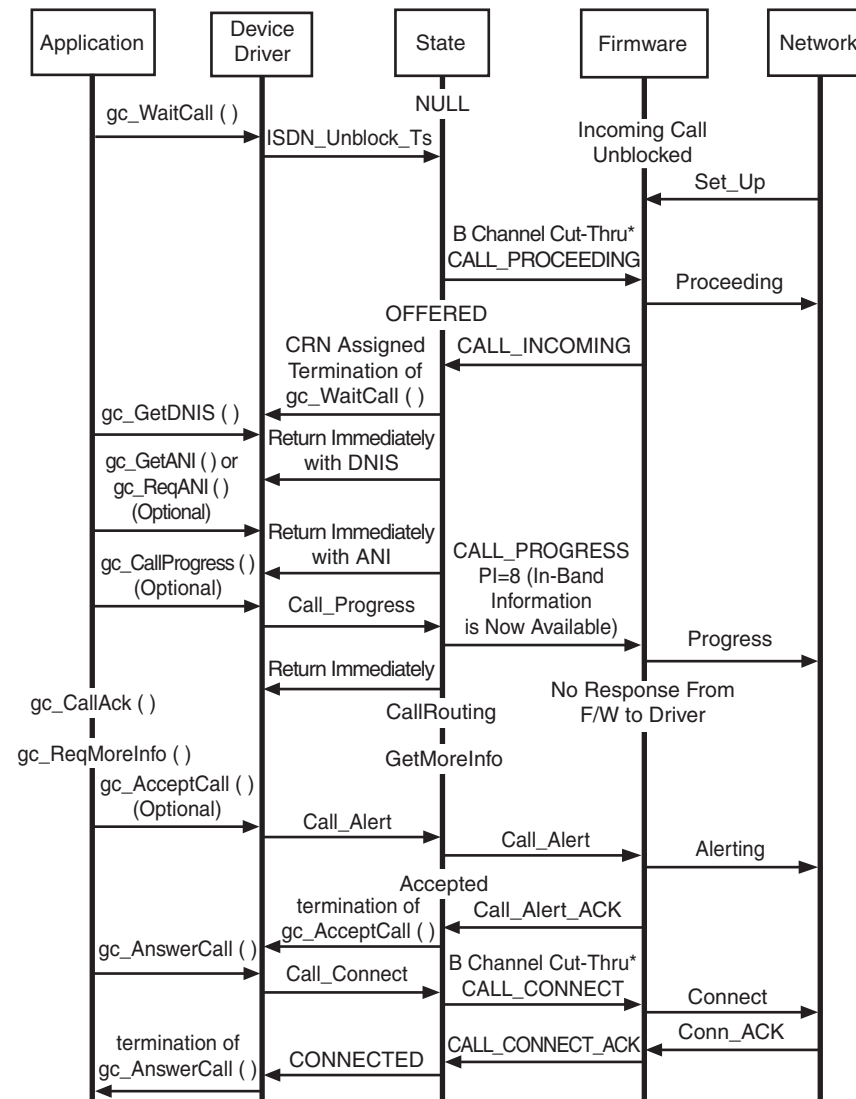 Application
Device
Driver
State
Firmware
Network
NULL
gc_WaitCall ( )
ISDN_Unblock_Ts
Incoming Call
Unblocked
Set_Up
B Channel Cut-Thru*
CALL_PROCEEDING
Proceeding
OFFERED
CRN Assigned
Termination of
gc_WaitCall ( )
CALL_INCOMING
gc_GetDNIS ( )
Return Immediately
with DNIS
gc_GetANI ( ) or
gc_ReqANI ( )
(Optional)
Return Immediately
with ANI
gc_CallProgress ( )
(Optional)
Call_Progress
CALL_PROGRESS
PI=8 (In-Band
Information
is Now Available)
Progress
Return Immediately
No Response From
F/W to Driver
gc_CallAck ( )
CallRouting
gc_ReqMoreInfo ( )
GetMoreInfo
gc_AcceptCall ( )
(Optional)
Call_Alert
Call_Alert
Alerting
Accepted
termination of
gc_AcceptCall ( )
Call_Alert_ACK
gc_AnswerCall ( )
Call_Connect
B Channel Cut-Thru*
CALL_CONNECT
Connect
Conn_ACK
CALL_CONNECT_ACK
CONNECTED
termination of
gc_AnswerCall ( )